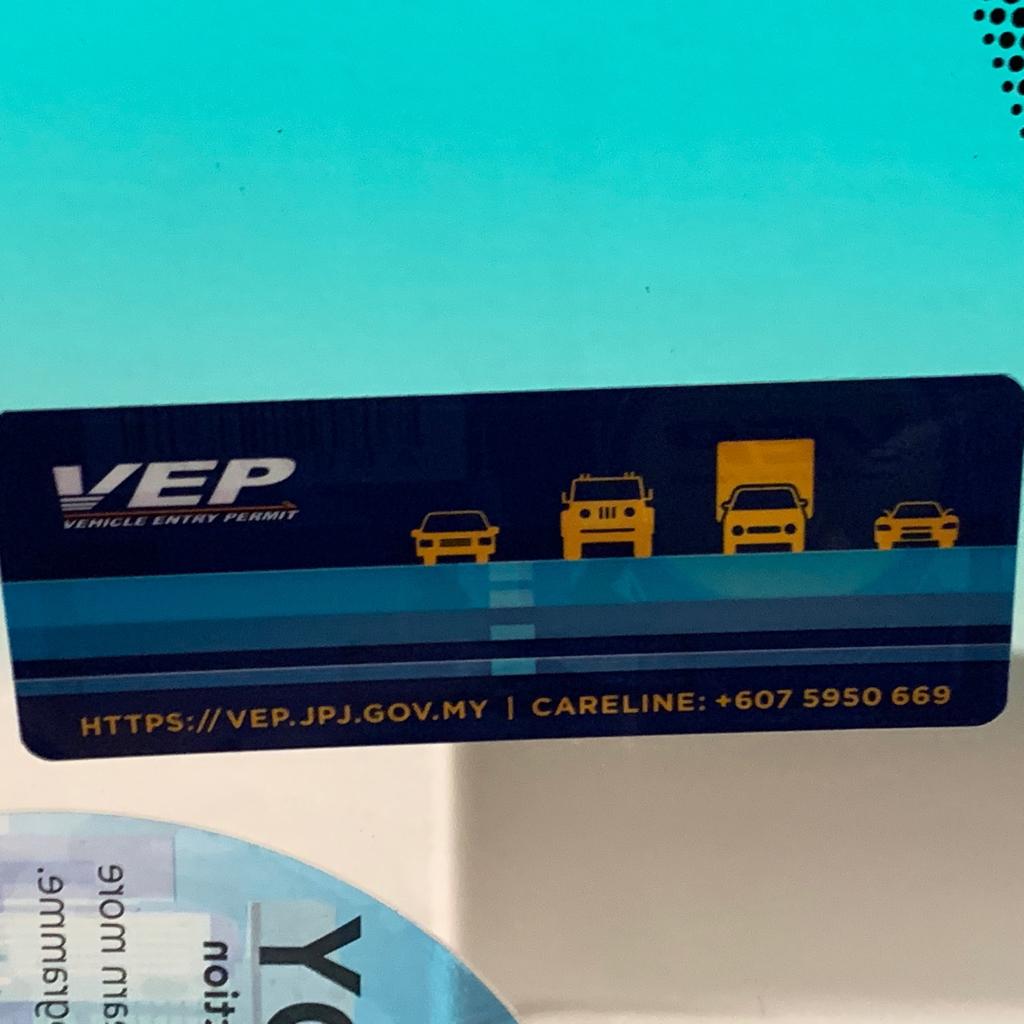 VEP
VEHICLE ENTRY PERMIT
HTTPS://VEP.JPJ.GOV.MY | CARELINE: +607 5950 669